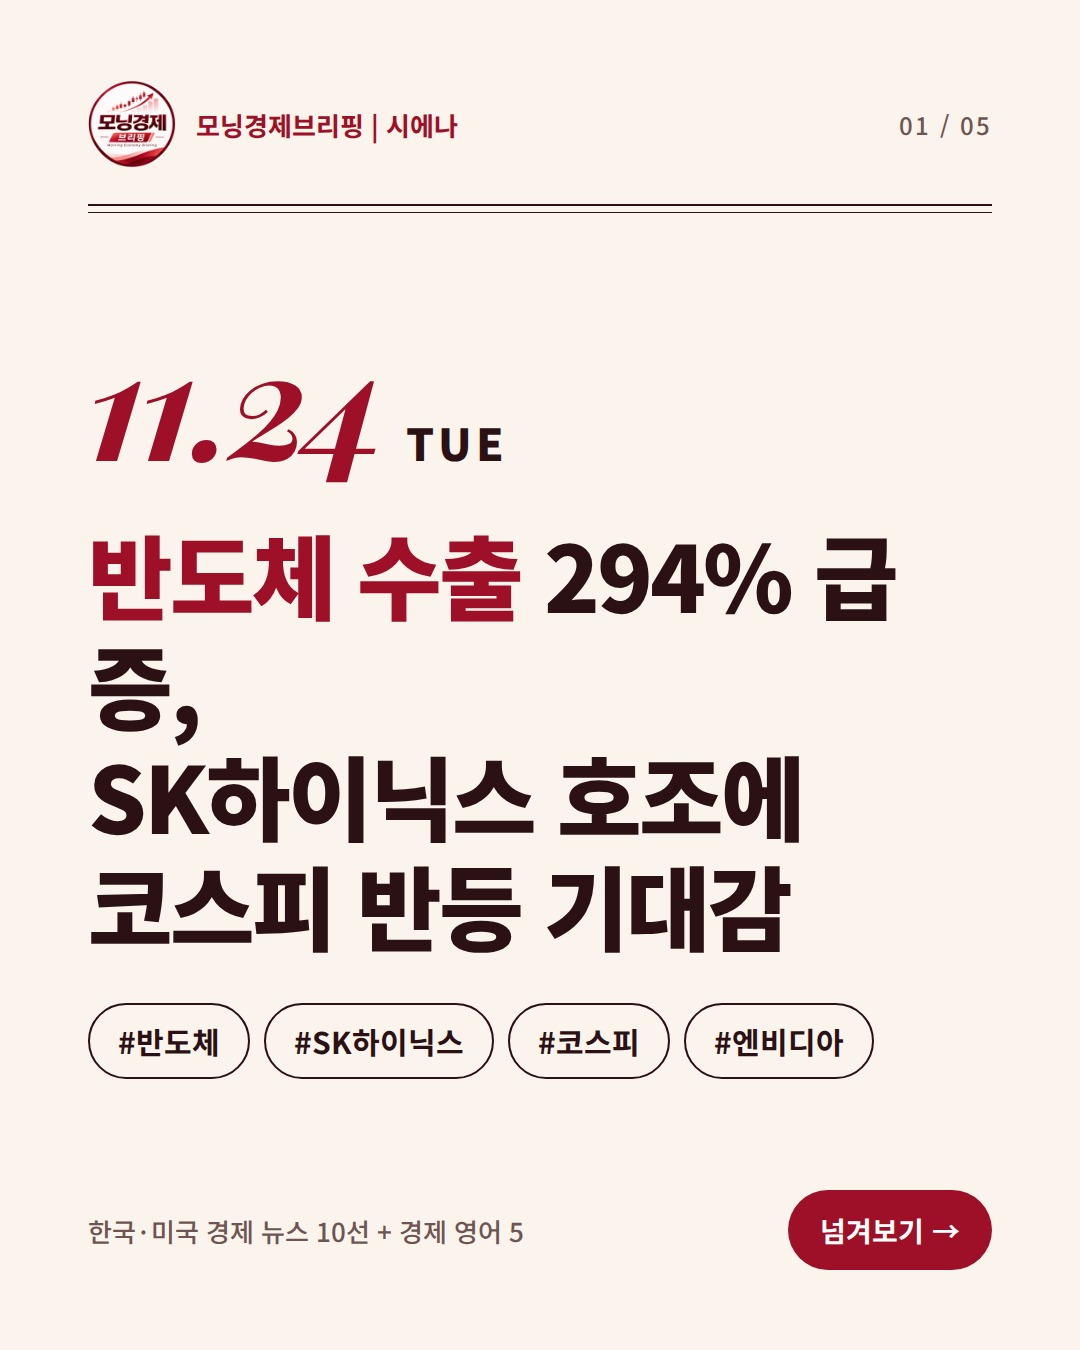 모닝경제
브리핑
Morning Economy Briefing
모닝경제브리핑 | 시에나
01 / 05
11.24 TUE
반도체 수출 294% 급
증,
SK하이닉스 호조에
코스피 반등 기대감
#반도체 #SK하이닉스 #코스피 #엔비디아
한국·미국 경제 뉴스 10선 + 경제 영어 5
넘겨보기 →